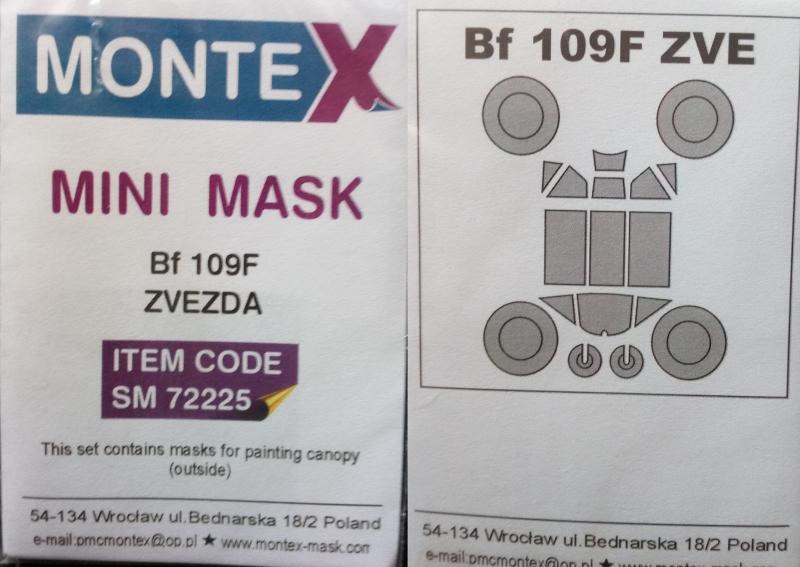 MONTEX
MINI MASK
Bf 109F
ZVEZDA
ITEM CODE
SM 72225
This set contains masks for painting canopy
(outside)
54-134 Wrocław ul.Bednarska 18/2 Poland
e-mail:pmcmontex@op.pl ★ www.montex-mask.com
Bf 109F ZVE
54-134 Wrocław ul.Bednarska 18/2 Poland
e-mail:pmcmontex@op.pl ★